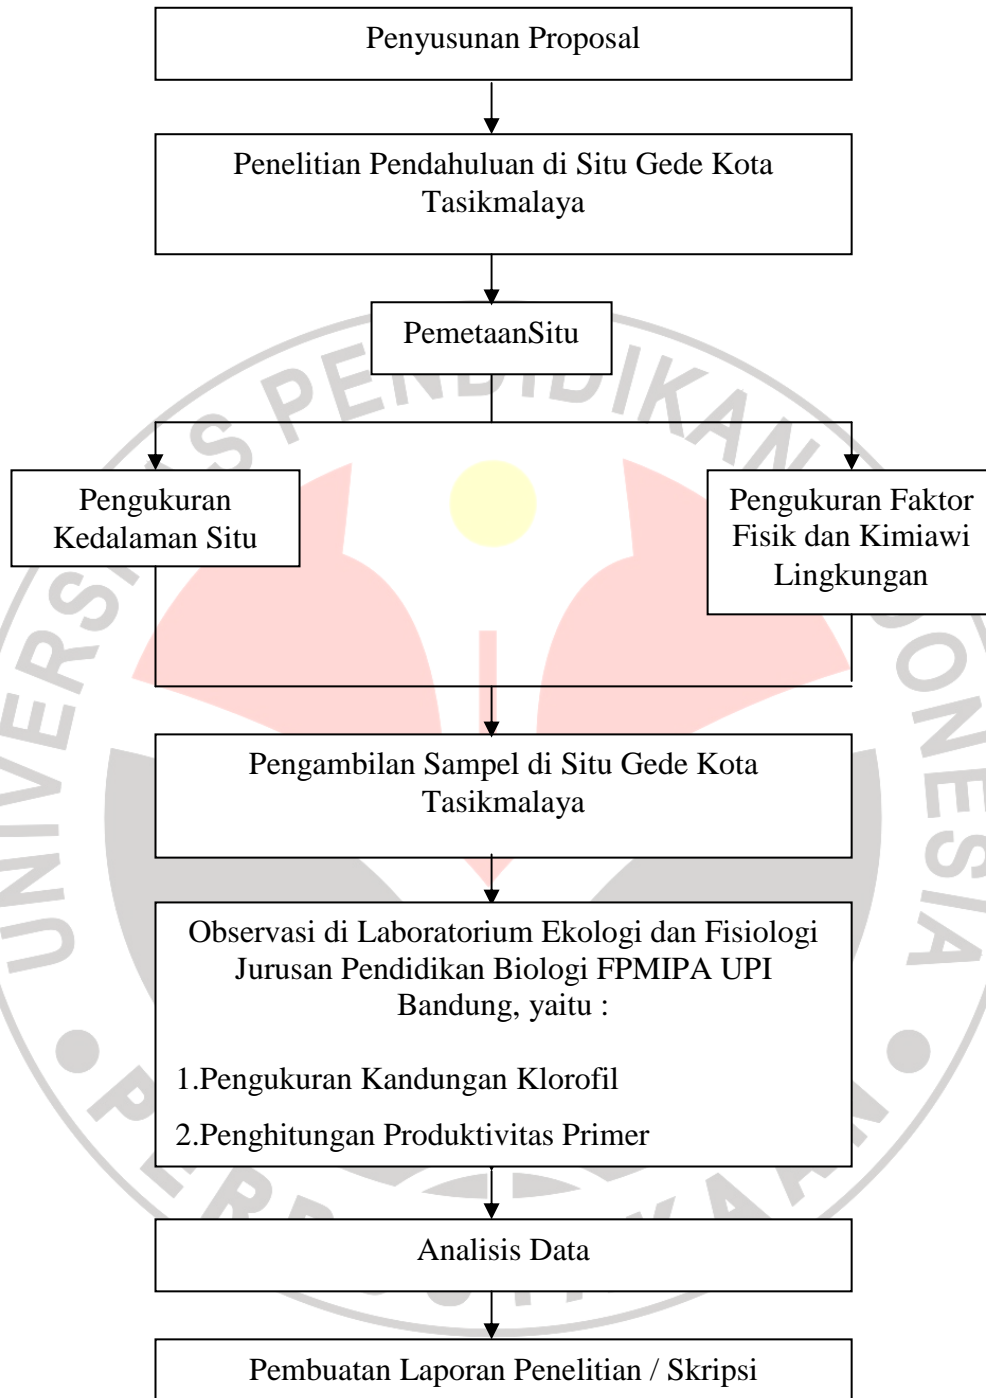 Penyusunan Proposal
Penelitian Pendahuluan di Situ Gede Kota
Tasikmalaya
PemetaanSitu
Pengukuran
Kedalaman Situ
Pengukuran Faktor
Fisik dan Kimiawi
Lingkungan
Pengambilan Sampel di Situ Gede Kota
Tasikmalaya
Observasi di Laboratorium Ekologi dan Fisiologi
Jurusan Pendidikan Biologi FPMIPA UPI
Bandung, yaitu :
1.Pengukuran Kandungan Klorofil
2.Penghitungan Produktivitas Primer
Analisis Data
Pembuatan Laporan Penelitian / Skripsi